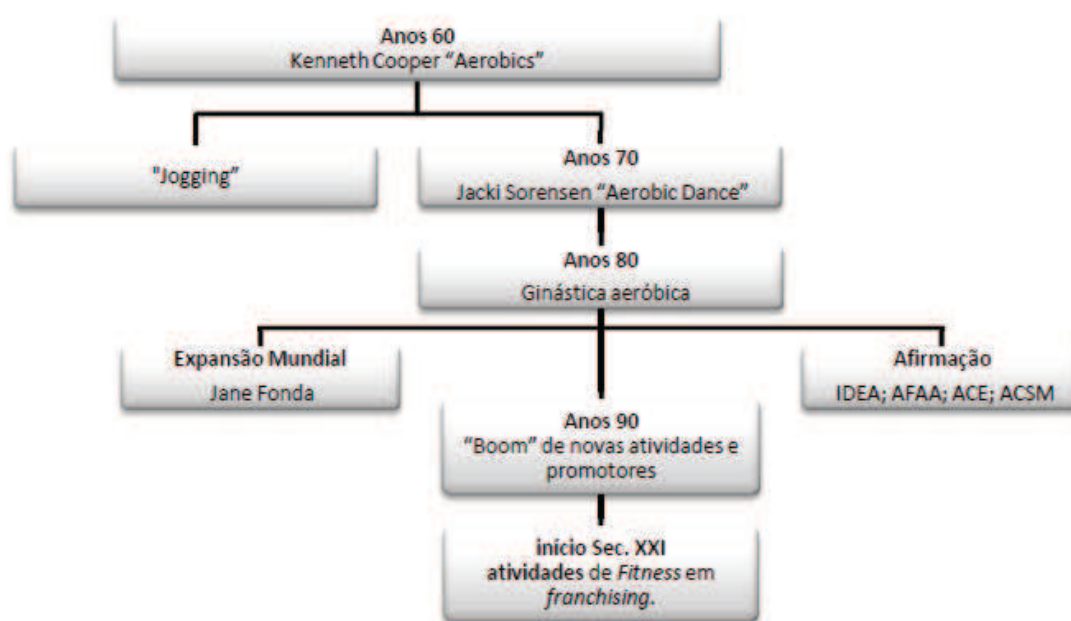 Anos 60
Kenneth Cooper “Aerobics”
"Jogging”
Anos 70
Jacki Sorensen “Aerobic Dance”
Anos 80
Ginástica aeróbica
Expansão Mundial
Jane Fonda
Afirmação
IDEA; AFAA; ACE; ACSM
Anos 90
“Boom” de novas atividades e
promotores
início Sec. XXI
atividades de Fitness em
franchising.